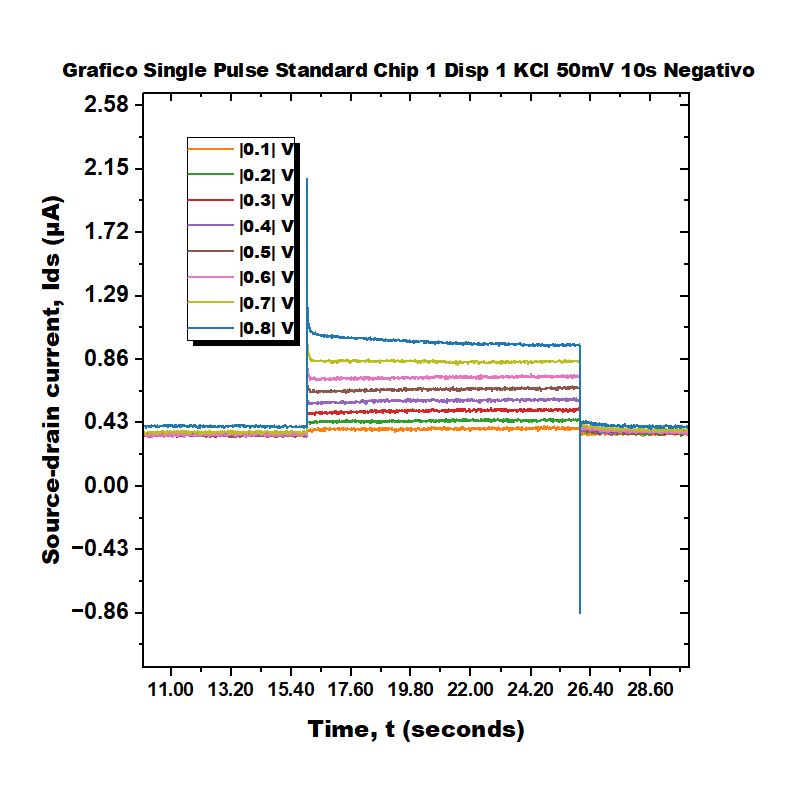 Grafico Single Pulse Standard Chip 1 Disp 1 KCl 50mV 10s Negativo
2.58
2.15
1.72
1.29
0.86
0.43
0.00
−0.43
−0.86
Source-drain current, Ids (µA)
|0.1| V
|0.2| V
|0.3| V
|0.4| V
|0.5| V
|0.6| V
|0.7| V
|0.8| V
11.00 13.20 15.40 17.60 19.80 22.00 24.20 26.40 28.60
Time, t (seconds)